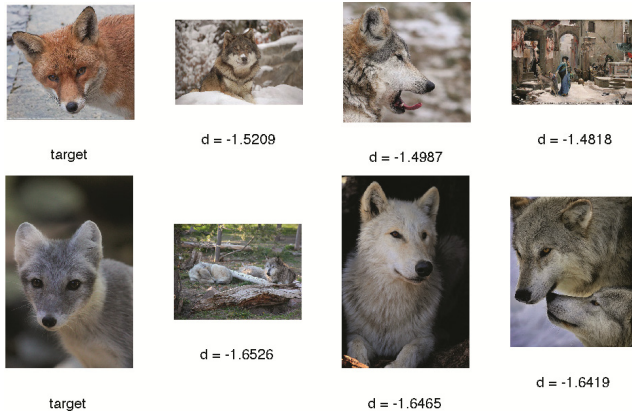 target
d = -1.5209
d = -1.4987
d = -1.4818
target
d = -1.6526
d = -1.6465
d = -1.6419